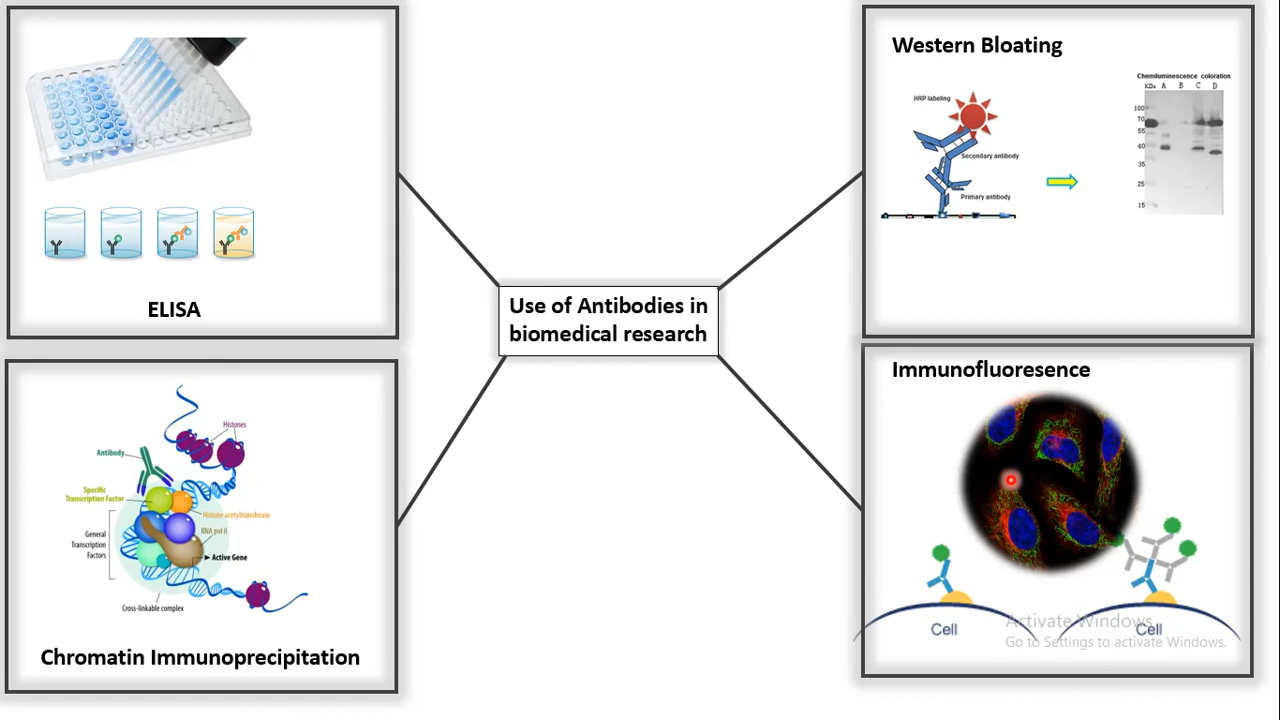 ELISA
Western Bloating
HRP labeling
Secondary antibody
Primary antibody
Chemiluminescence coloration
KDa A B C D
100
70
55
40
35
25
15
Use of Antibodies in
biomedical research
Histones
Antibody
Specific
Transcription Factor
Histone acetyltransferase
RNA pol II
General
Transcription
Factors
Active Gene
Cross-linkable complex
Chromatin Immunoprecipitation
Immunofluoresence
Cell
Cell
Activate Windows
Go to Settings to activate Windows.